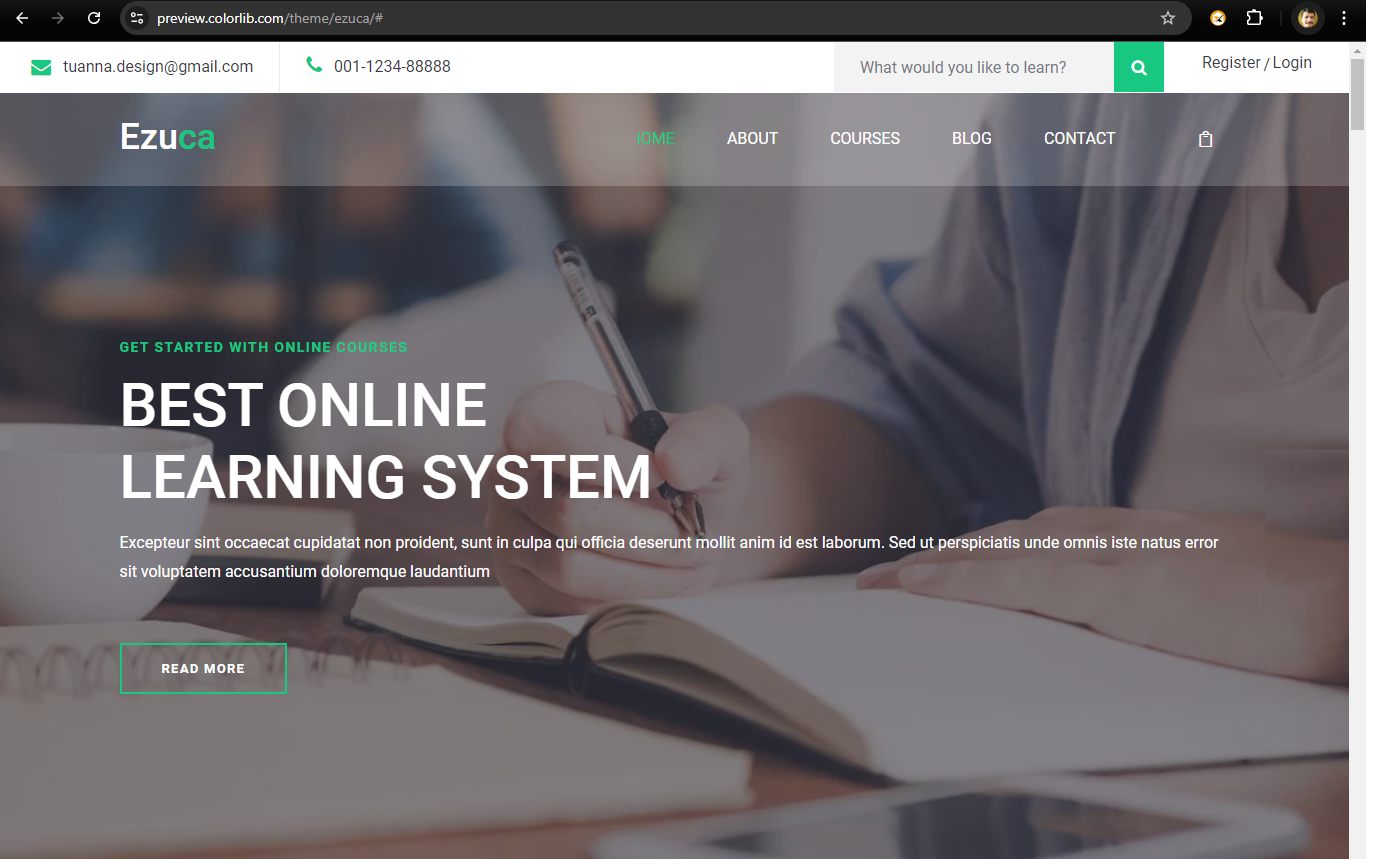 preview.colorlib.com/theme/ezuca/#
tuanna.design@gmail.com
001-1234-88888
What would you like to learn?
Register / Login
Ezuca
HOME
ABOUT
COURSES
BLOG
CONTACT
GET STARTED WITH ONLINE COURSES
BEST ONLINE
LEARNING SYSTEM
Excepteur sint occaecat cupidatat non proident, sunt in culpa qui officia deserunt mollit anim id est laborum. Sed ut perspiciatis unde omnis iste natus error
sit voluptatem accusantium doloremque laudantium
READ MORE